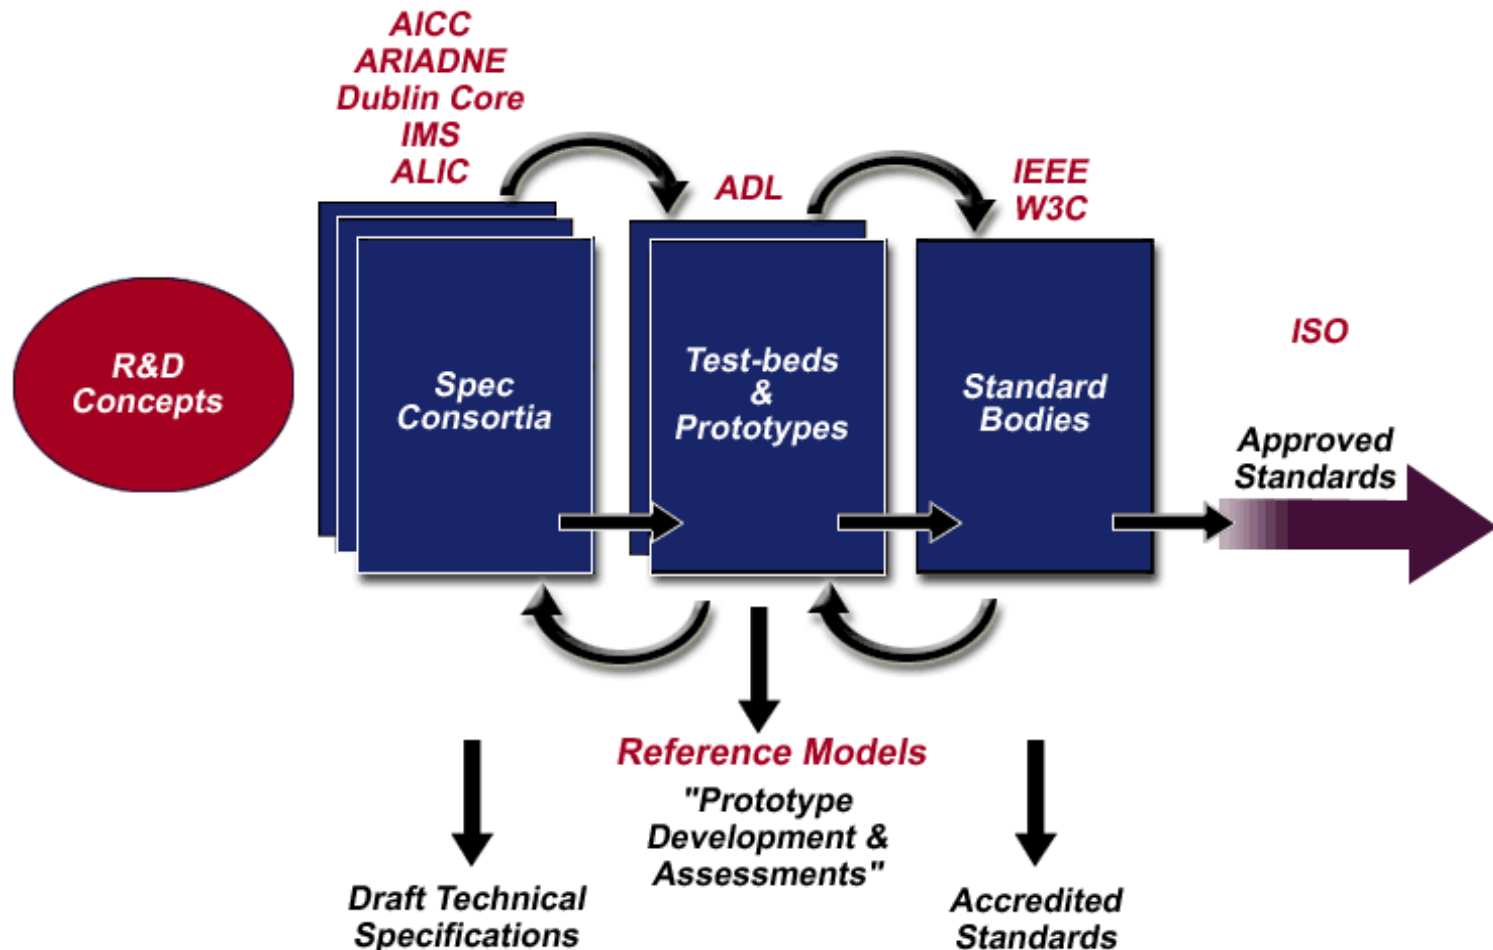 AICC
ARIADNE
Dublin Core
IMS
ALIC
ADL
IEEE
W3C
ISO
R&D
Concepts
Spec
Consortia
Test-beds
&
Prototypes
Standard
Bodies
Approved
Standards
Reference Models
"Prototype
Development &
Assessments"
Draft Technical
Specifications
Accredited
Standards